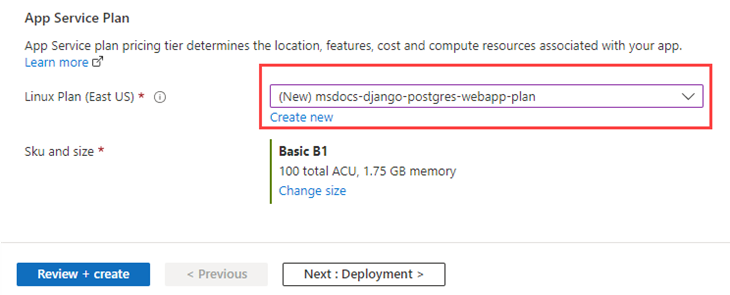 App Service Plan
App Service plan pricing tier determines the location, features, cost and compute resources associated with your app.
Learn more
Linux Plan (East US) *
(New) msdocs-django-postgres-webapp-plan
Create new
Sku and size *
Basic B1
100 total ACU, 1.75 GB memory
Change size
Review + create
< Previous
Next : Deployment >